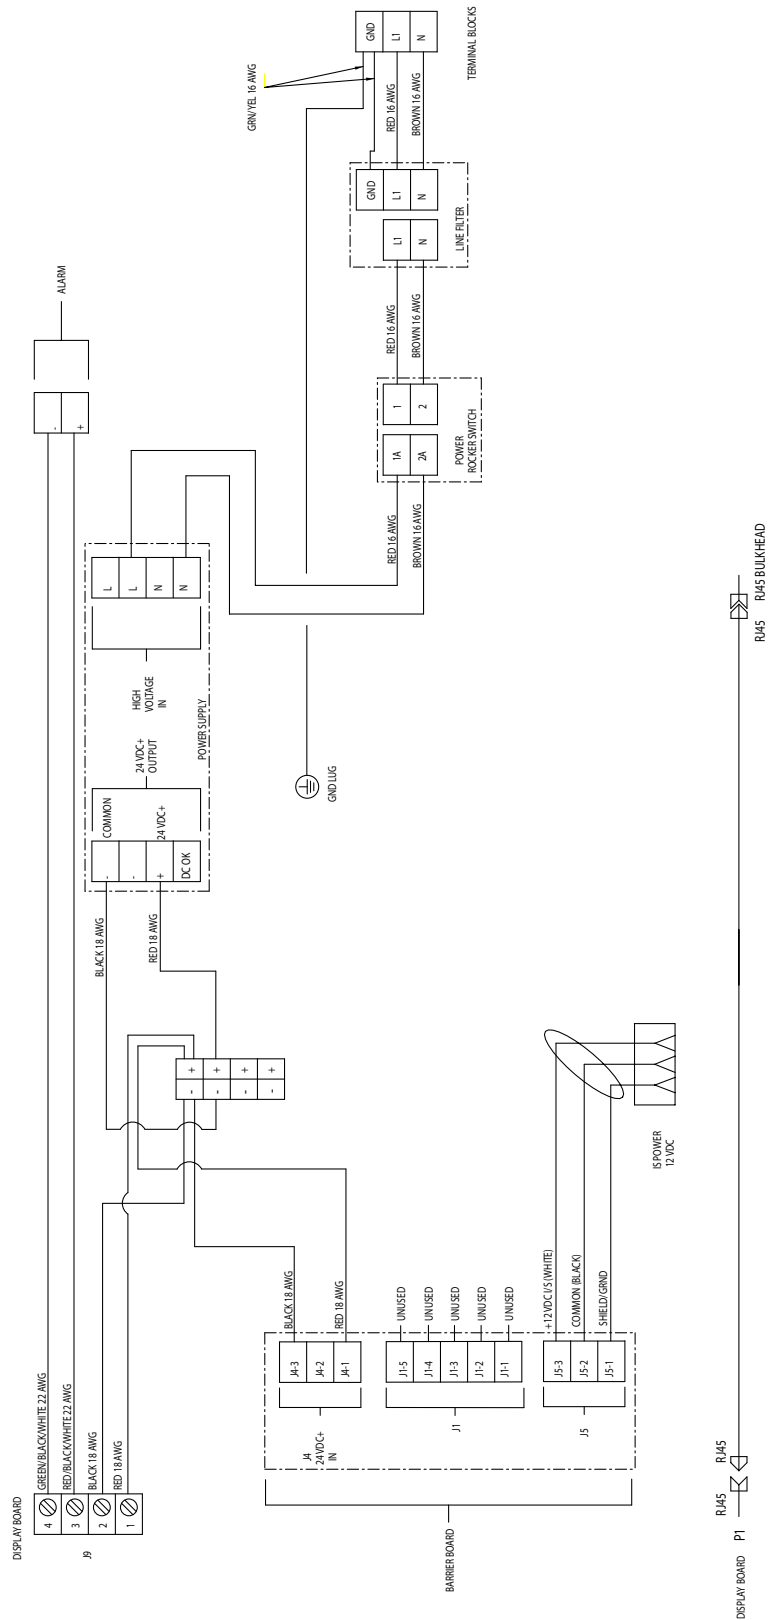 DISPLAY BOARD
J9
4
3
2
1
GREEN/BLACK/WHITE 22 AWG
RED/BLACK/WHITE 22 AWG
BLACK 18 AWG
RED 18 AWG
-
+
ALARM
BARRIER BOARD
J4
24VDC+
IN
J4-3
J4-2
J4-1
BLACK 18 AWG
RED 18 AWG
J1
J1-5
J1-4
J1-3
J1-2
J1-1
UNUSED
UNUSED
UNUSED
UNUSED
UNUSED
J5
J5-3
J5-2
J5-1
+12 VDC I/S (WHITE)
COMMON (BLACK)
SHIELD/GRND
IS POWER
12 VDC
- +
- +
- +
- +
BLACK 18 AWG
RED 18 AWG
-
-
+
DC OK
COMMON
24 VDC+
24 VDC+
OUTPUT
POWER SUPPLY
HIGH
VOLTAGE
IN
L
L
N
N
GND LUG
RED 16 AWG
BROWN 16 AWG
1A
2A
1
2
POWER
ROCKER SWITCH
RED 16 AWG
BROWN 16 AWG
L1
N
GND
L1
N
LINE FILTER
GRN/YEL 16 AWG
RED 16 AWG
BROWN 16 AWG
GND
L1
N
TERMINAL BLOCKS
DISPLAY BOARD P1
RJ45
RJ45
RJ45
RJ45 BULKHEAD